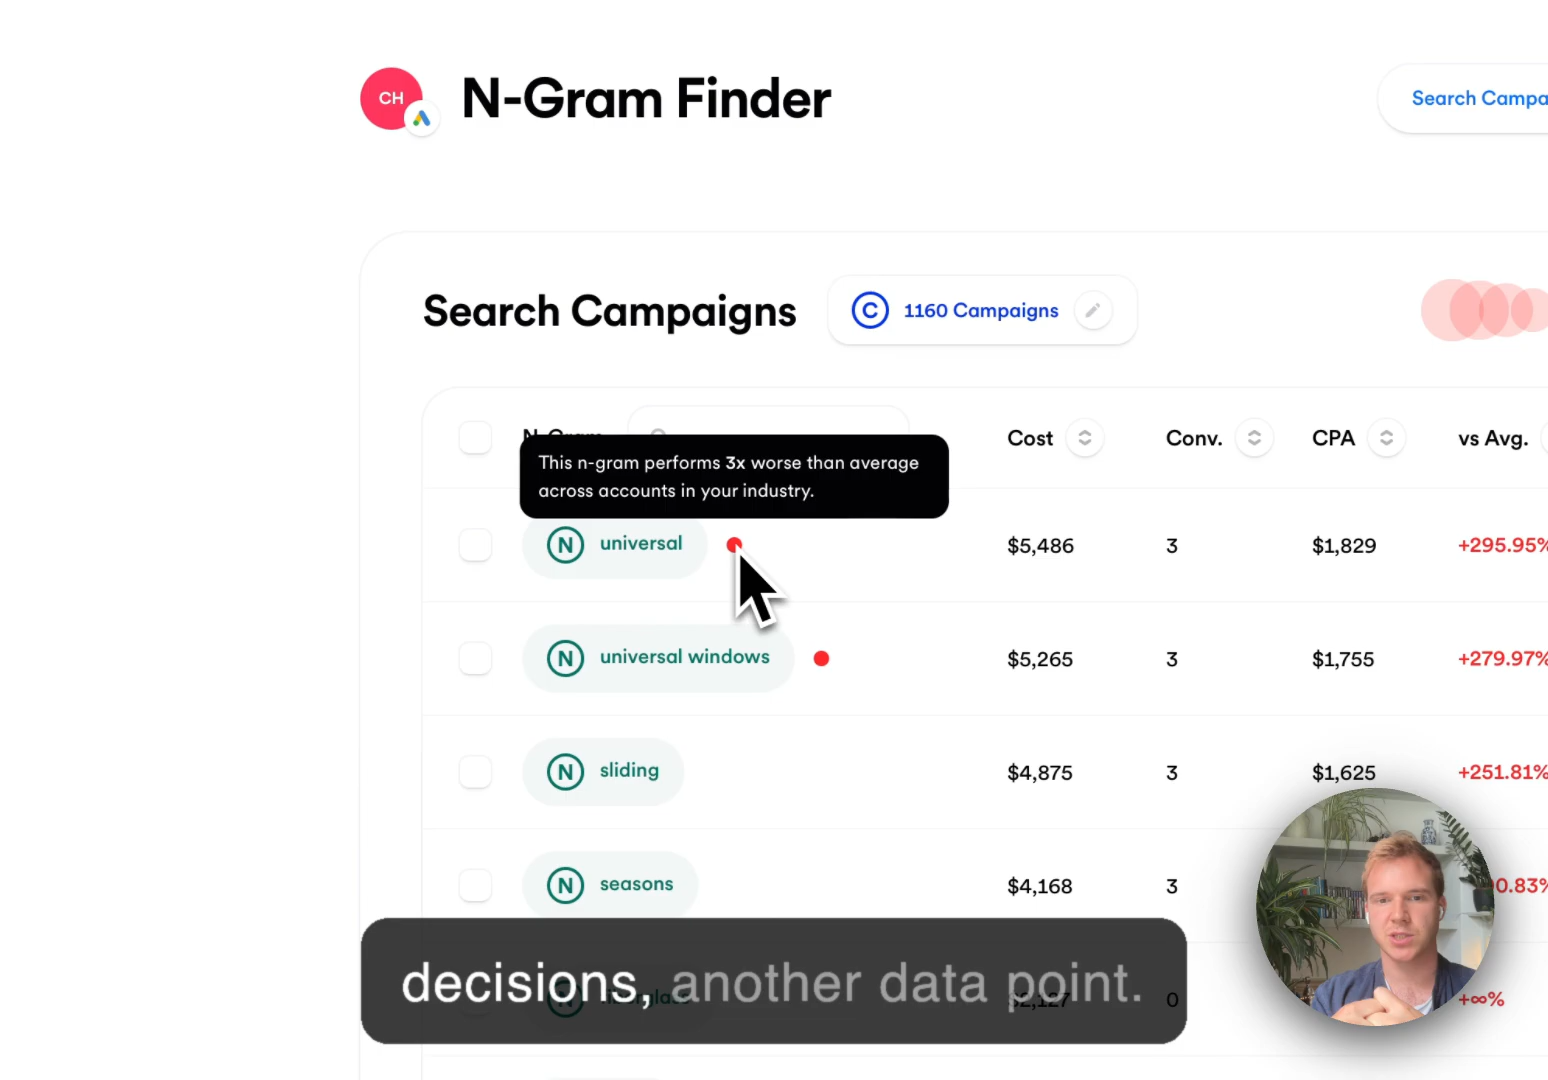 CH
N-Gram Finder
Search Campa
Search Campaigns
C 1160 Campaigns
N-Gram Cost Conv. CPA vs Avg.
This n-gram performs 3x worse than average
across accounts in your industry.
N universal $5,486 3 $1,829 +295.95%
N universal windows $5,265 3 $1,755 +279.97%
N sliding $4,875 3 $1,625 +251.81%
N seasons $4,168 3 0.83%
$2,127 0 +∞%
decisions, another data point.